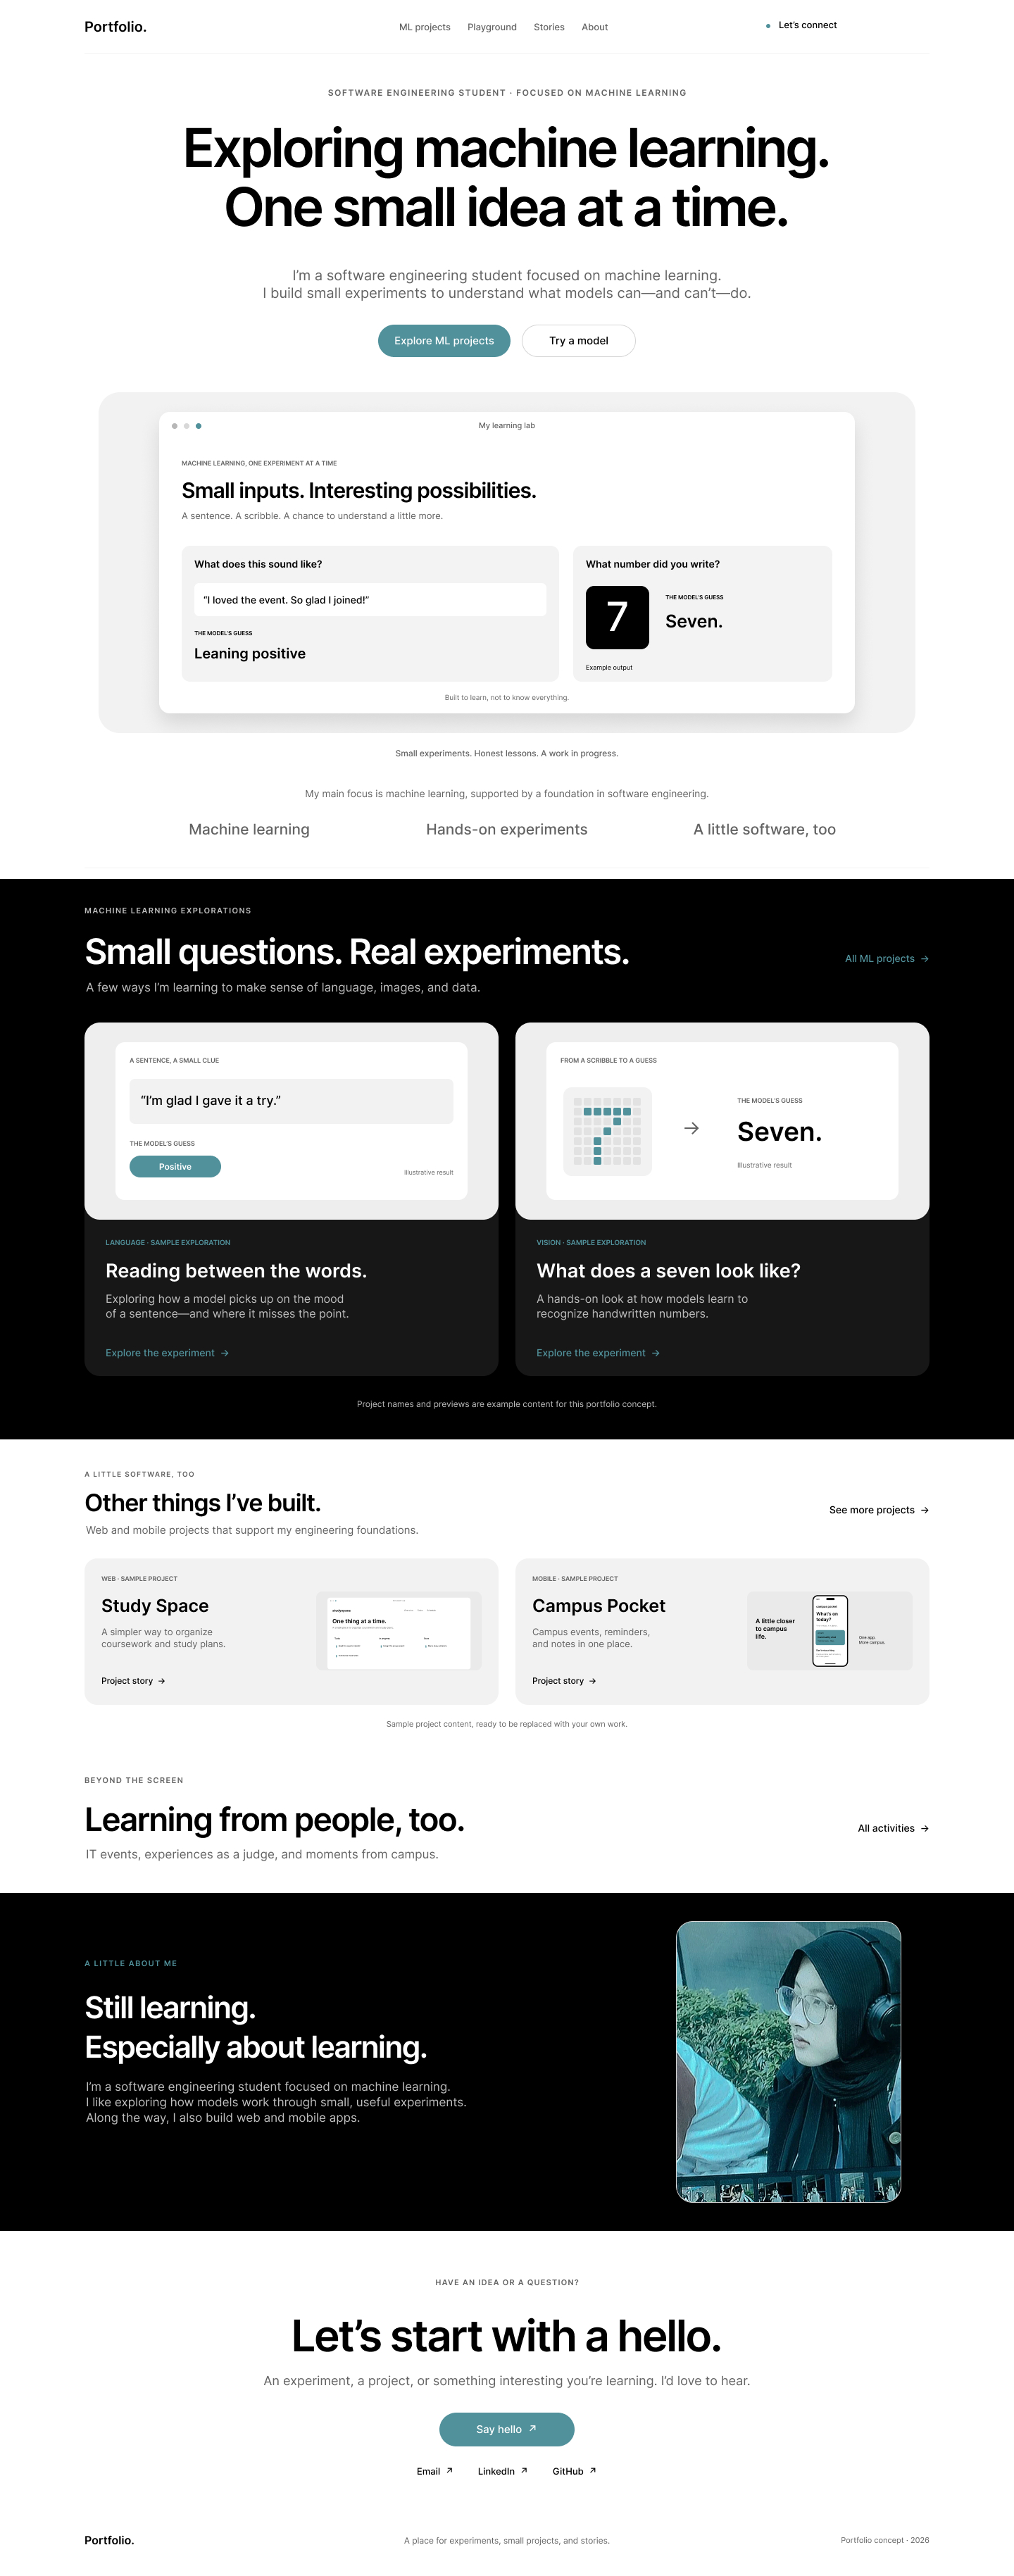 Portfolio.
ML projects
Playground
Stories
About
Let’s connect
SOFTWARE ENGINEERING STUDENT · FOCUSED ON MACHINE LEARNING
Exploring machine learning.
One small idea at a time.
I’m a software engineering student focused on machine learning.
I build small experiments to understand what models can—and can’t—do.
Explore ML projects
Try a model
My learning lab
MACHINE LEARNING, ONE EXPERIMENT AT A TIME
Small inputs. Interesting possibilities.
A sentence. A scribble. A chance to understand a little more.
What does this sound like?
“I loved the event. So glad I joined!”
THE MODEL’S GUESS
Leaning positive
What number did you write?
7
THE MODEL’S GUESS
Seven.
Example output
Built to learn, not to know everything.
Small experiments. Honest lessons. A work in progress.
My main focus is machine learning, supported by a foundation in software engineering.
Machine learning
Hands-on experiments
A little software, too
MACHINE LEARNING EXPLORATIONS
Small questions. Real experiments.
All ML projects →
A few ways I’m learning to make sense of language, images, and data.
A SENTENCE, A SMALL CLUE
“I’m glad I gave it a try.”
THE MODEL’S GUESS
Positive
Illustrative result
LANGUAGE · SAMPLE EXPLORATION
Reading between the words.
Exploring how a model picks up on the mood
of a sentence—and where it misses the point.
Explore the experiment →
FROM A SCRIBBLE TO A GUESS
→
THE MODEL’S GUESS
Seven.
Illustrative result
VISION · SAMPLE EXPLORATION
What does a seven look like?
A hands-on look at how models learn to
recognize handwritten numbers.
Explore the experiment →
Project names and previews are example content for this portfolio concept.
A LITTLE SOFTWARE, TOO
Other things I’ve built.
See more projects →
Web and mobile projects that support my engineering foundations.
WEB · SAMPLE PROJECT
Study Space
A simpler way to organize
coursework and study plans.
Project story →
One thing at a time.
MOBILE · SAMPLE PROJECT
Campus Pocket
Campus events, reminders,
and notes in one place.
Project story →
A little closer
to campus
life.
What’s on
today?
One app.
More campus.
Sample project content, ready to be replaced with your own work.
BEYOND THE SCREEN
Learning from people, too.
All activities →
IT events, experiences as a judge, and moments from campus.
A LITTLE ABOUT ME
Still learning.
Especially about learning.
I’m a software engineering student focused on machine learning.
I like exploring how models work through small, useful experiments.
Along the way, I also build web and mobile apps.
HAVE AN IDEA OR A QUESTION?
Let’s start with a hello.
An experiment, a project, or something interesting you’re learning. I’d love to hear.
Say hello ↗
Email ↗
LinkedIn ↗
GitHub ↗
Portfolio.
A place for experiments, small projects, and stories.
Portfolio concept · 2026